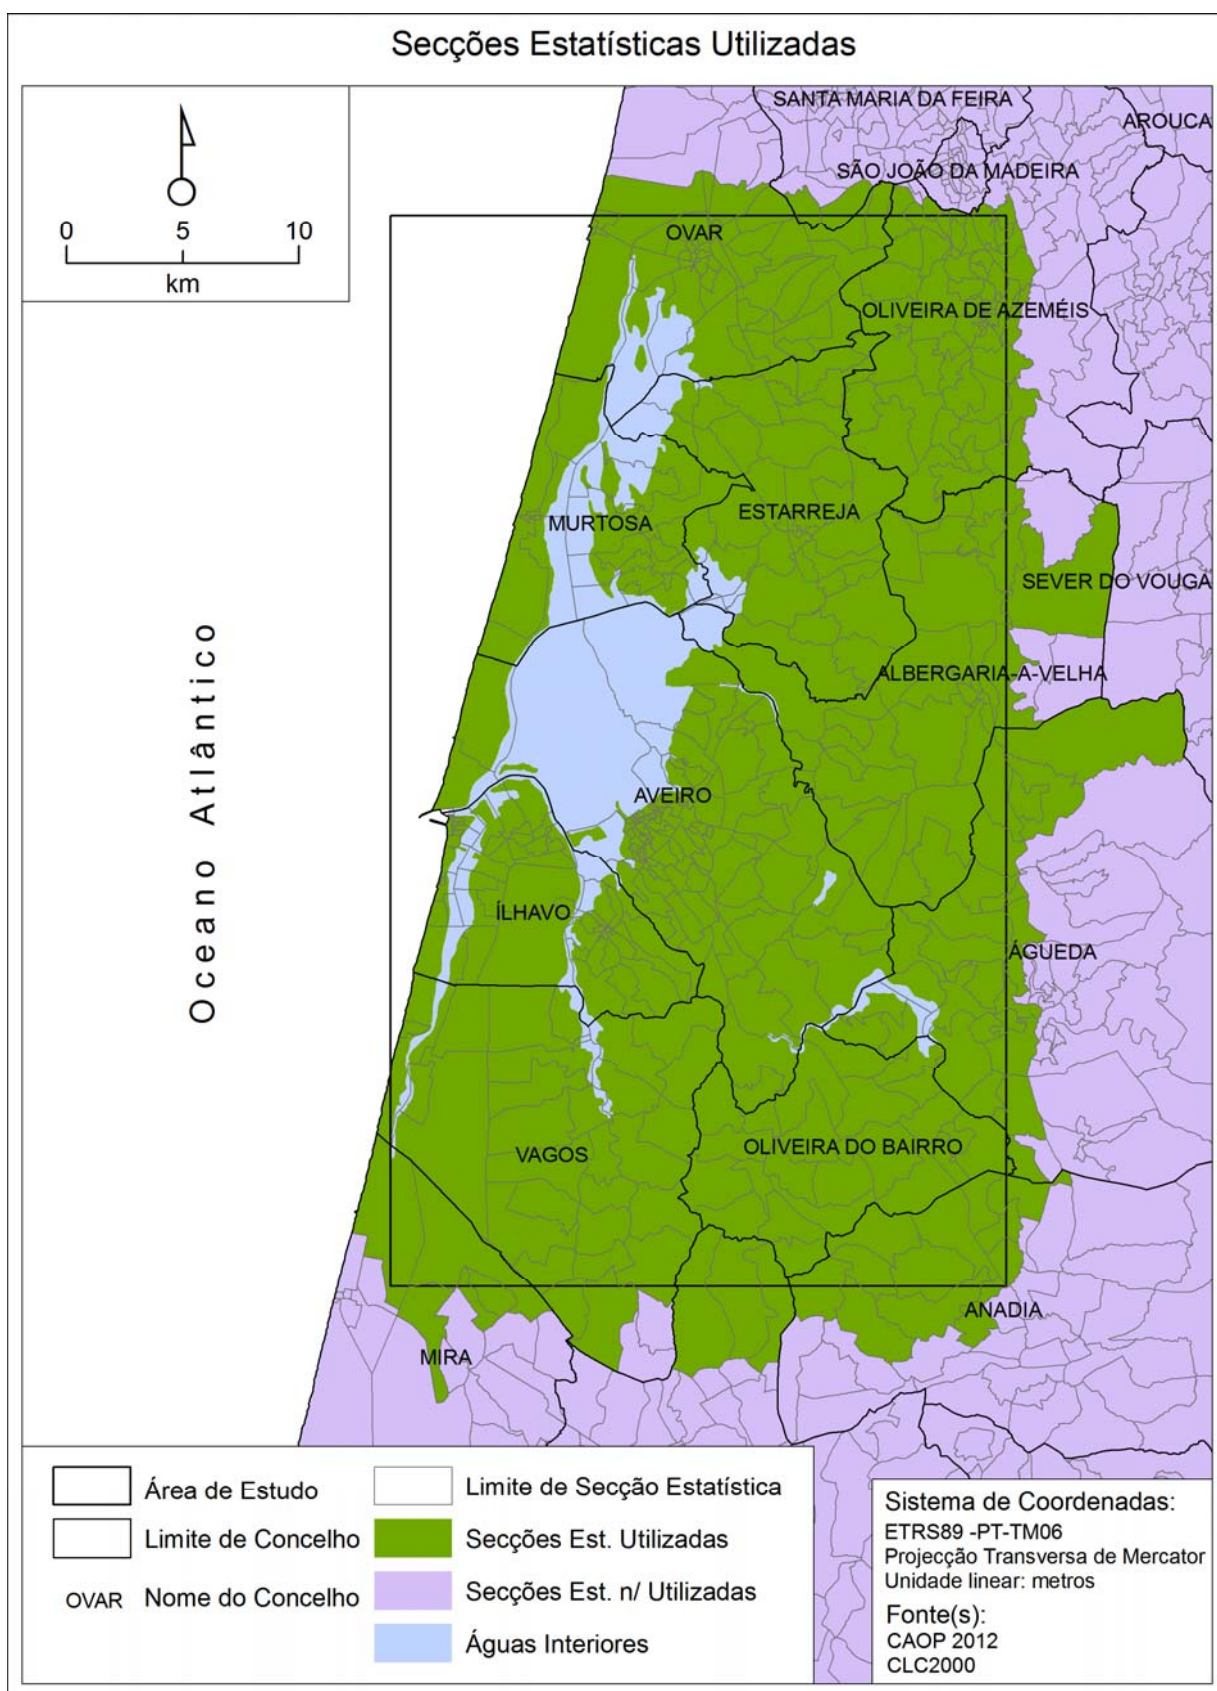 Secções Estatísticas Utilizadas
0 5 10
km
SANTA MARIA DA FEIRA
AROUCA
SÃO JOÃO DA MADEIRA
OVAR
OLIVEIRA DE AZEMÉIS
ESTARREJA
MURTOSA
SEVER DO VOUGA
ALBERGARIA-A-VELHA
Oceano Atlântico
AVEIRO
ÍLHAVO
ÁGUEDA
VAGOS
OLIVEIRA DO BAIRRO
ANADIA
MIRA
Área de Estudo
Limite de Concelho
OVAR Nome do Concelho
Limite de Secção Estatística
Secções Est. Utilizadas
Secções Est. n/ Utilizadas
Águas Interiores
Sistema de Coordenadas:
ETRS89 -PT-TM06
Projecção Transversa de Mercator
Unidade linear: metros
Fonte(s):
CAOP 2012
CLC2000